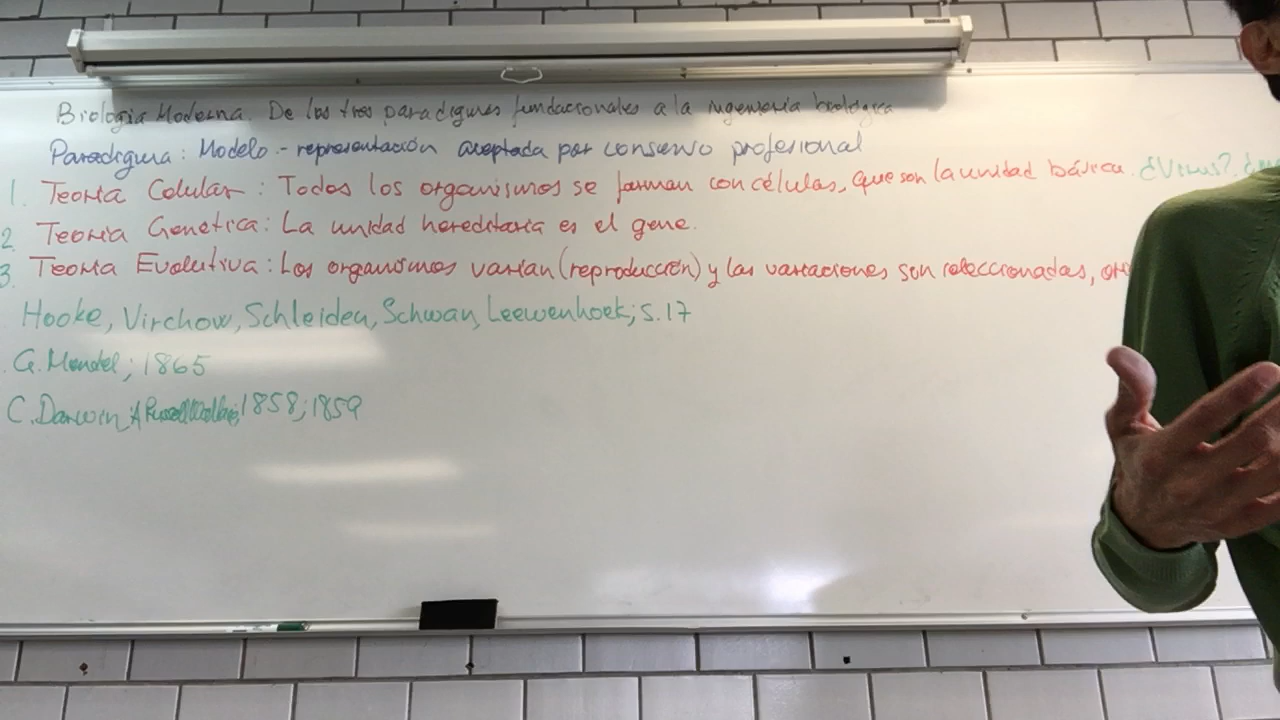 Biología Moderna. De los tres paradigmas fundacionales a la ingeniería biológica
Paradigma: Modelo - representación aceptada por consenso profesional
1. Teoría Celular: Todos los organismos se forman con células, que son la unidad básica. ¿Virus?. ¿
2. Teoría Genética: La unidad hereditaria es el gene.
3. Teoría Evolutiva: Los organismos varían (reproducción) y las variaciones son seleccionadas,
Hooke, Virchow, Schleiden, Schwan, Leewenhoek; S.17
G. Mendel; 1865
C. Darwin, A Russell Wallace; 1858; 1859